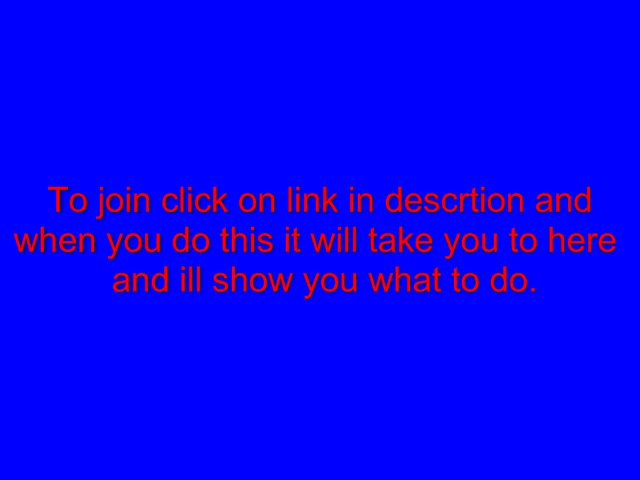 To join click on link in descrtion and
when you do this it will take you to here
and ill show you what to do.